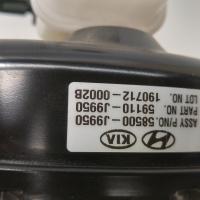 ASSY P/NO. 58500-J9950
PART NO. 59110-J9950
LOT NO. 190712-0002B
KIA